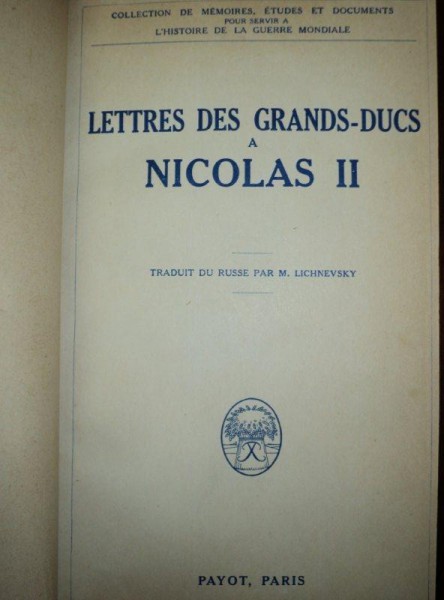 COLLECTION DE MÉMOIRES, ÉTUDES ET DOCUMENTS
POUR SERVIR A
L'HISTOIRE DE LA GUERRE MONDIALE
LETTRES DES GRANDS-DUCS
A
NICOLAS II
TRADUIT DU RUSSE PAR M. LICHNEVSKY
PAYOT, PARIS